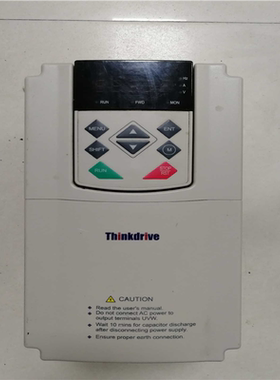 RUN FWD MON
MENU ENT
SHIFT
RUN
Thinkdrive
CAUTION
Read the user's manual.
Do not connect AC power to
output terminals UVW.
Wait 10 mins for capacitor discharge
after disconnecting power supply.
Ensure proper earth connection.